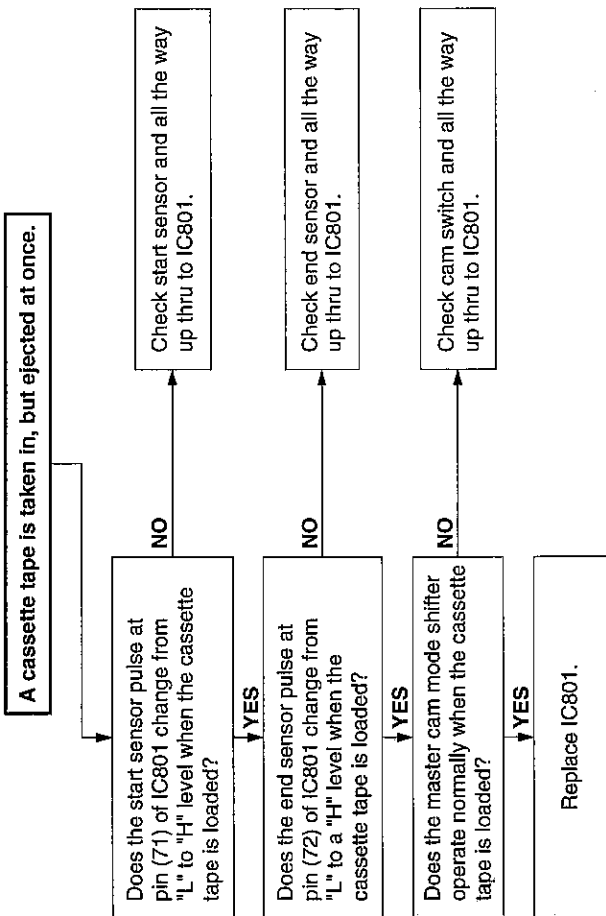 A cassette tape is taken in, but ejected at once.
Does the start sensor pulse at
pin (71) of IC801 change from
"L" to "H" level when the cassette
tape is loaded?
NO
Check start sensor and all the way
up thru to IC801.
YES
Does the end sensor pulse at
pin (72) of IC801 change from
"L" to a "H" level when the
cassette tape is loaded?
NO
Check end sensor and all the way
up thru to IC801.
YES
Does the master cam mode shifter
operate normally when the cassette
tape is loaded?
NO
Check cam switch and all the way
up thru to IC801.
YES
Replace IC801.